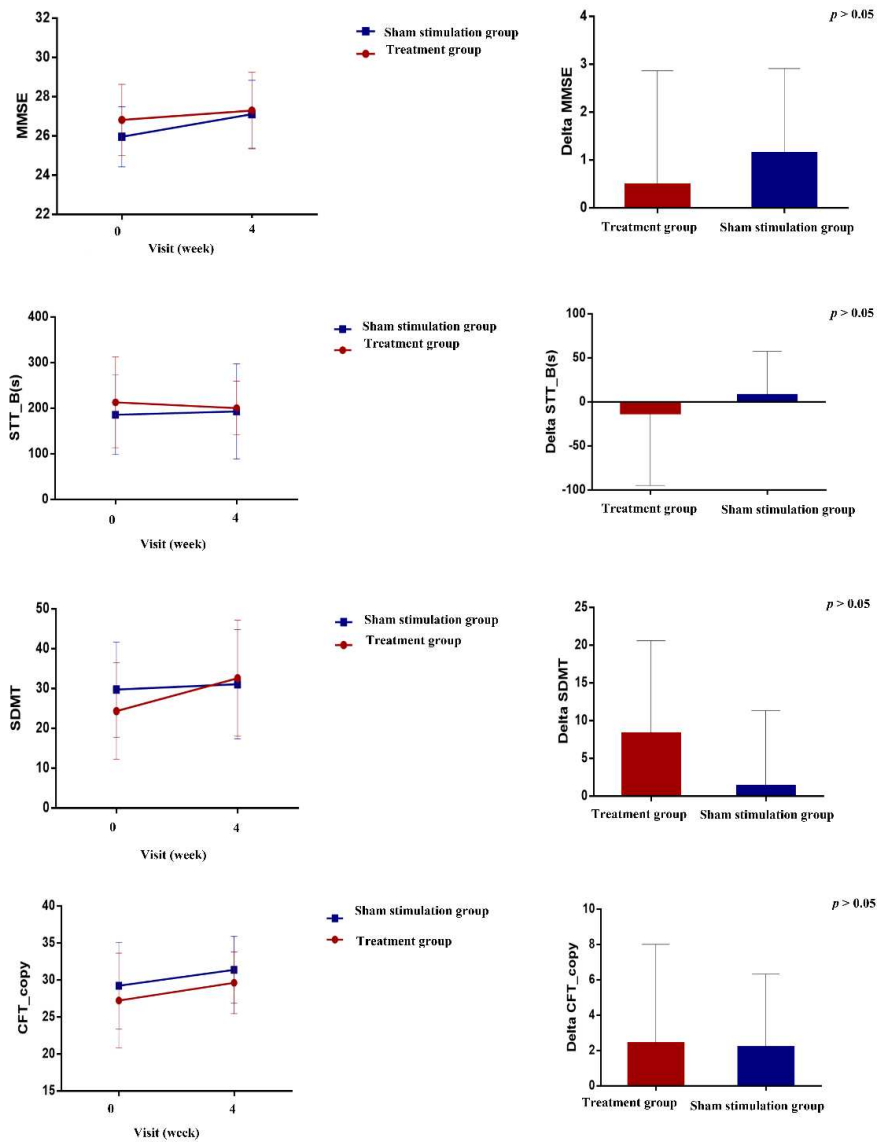 MMSE
32
30
28
26
24
22
0
4
Visit (week)
Sham stimulation group
Treatment group
Delta MMSE
4
3
2
1
0
Treatment group
Sham stimulation group
p > 0.05
STT_B(s)
400
300
200
100
0
0
4
Visit (week)
Sham stimulation group
Treatment group
Delta STT_B(s)
100
50
0
-50
-100
Treatment group
Sham stimulation group
p > 0.05
SDMT
50
40
30
20
10
0
0
4
Visit (week)
Sham stimulation group
Treatment group
Delta SDMT
25
20
15
10
5
0
Treatment group
Sham stimulation group
p > 0.05
CFT_copy
40
35
30
25
20
15
0
4
Visit (week)
Sham stimulation group
Treatment group
Delta CFT_copy
10
8
6
4
2
0
Treatment group
Sham stimulation group
p > 0.05